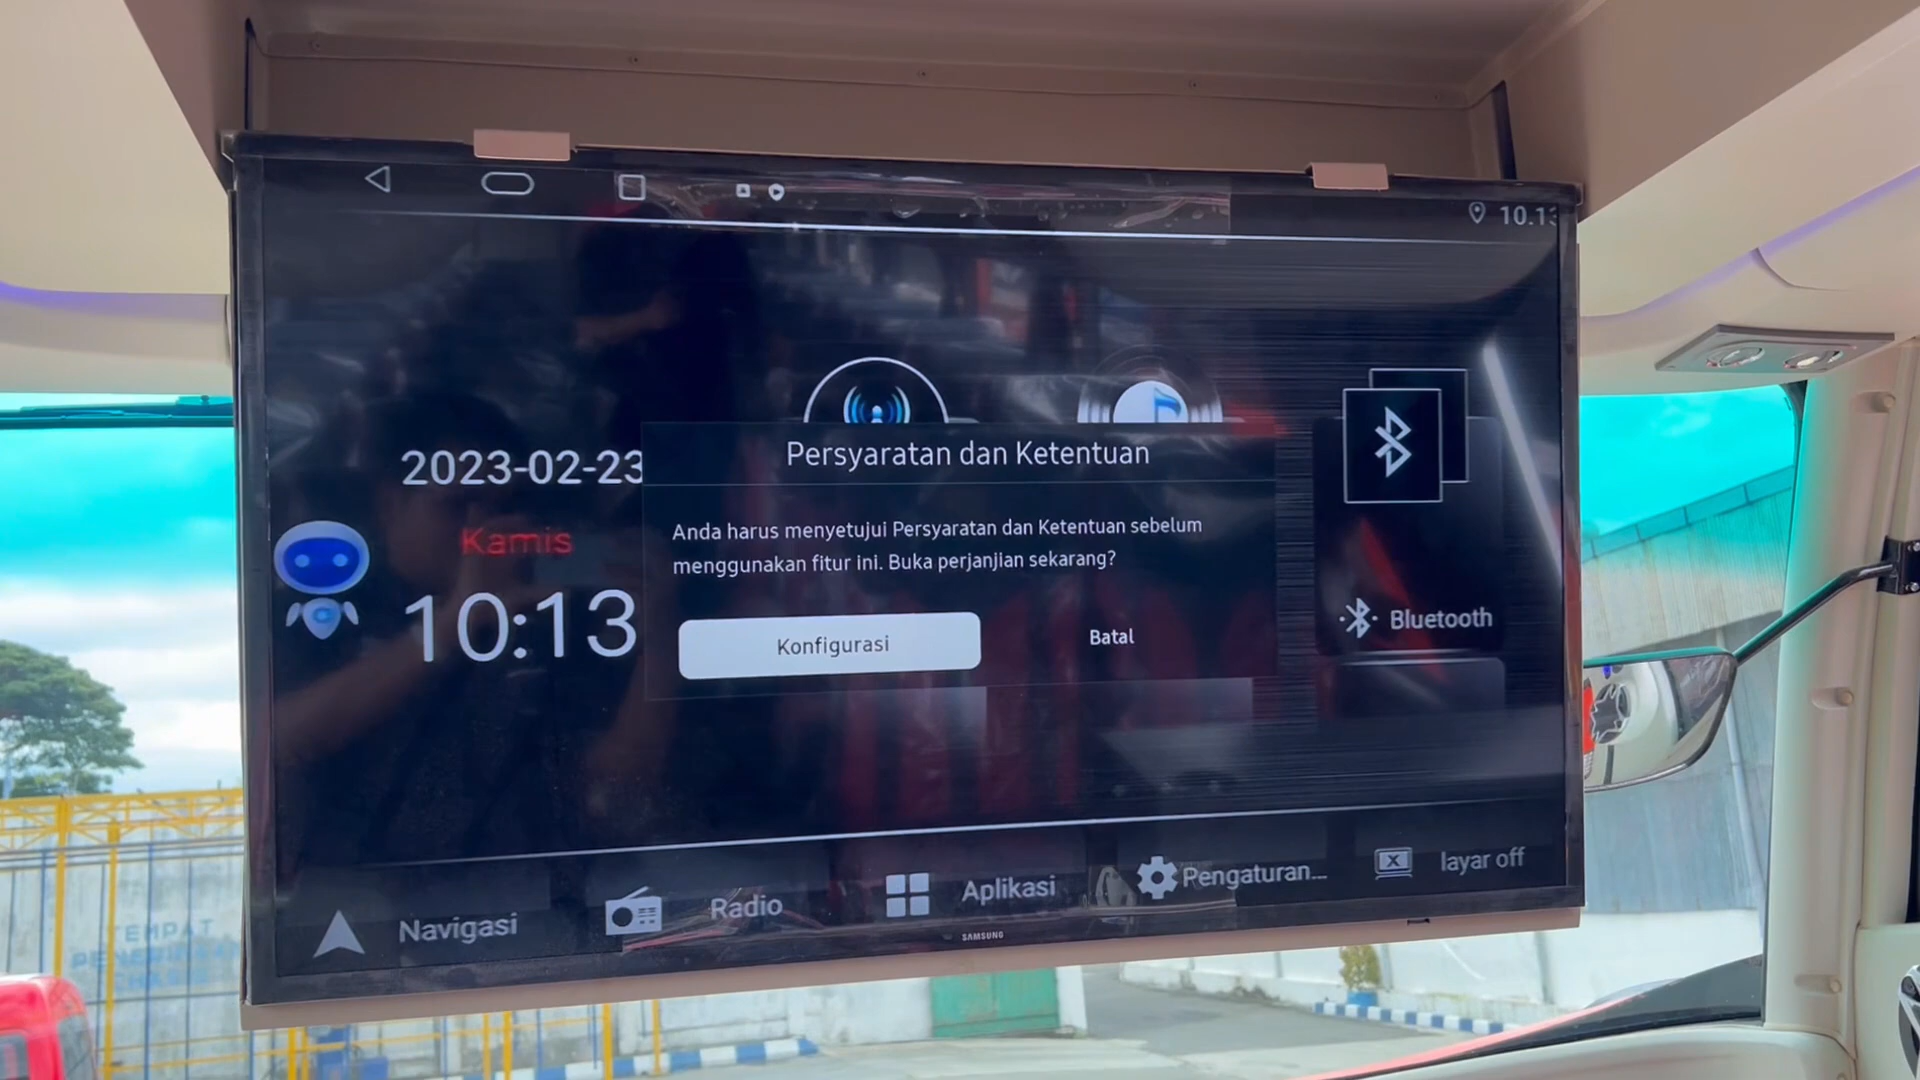 10.13
2023-02-23
Kamis
10:13
Persyaratan dan Ketentuan
Anda harus menyetujui Persyaratan dan Ketentuan sebelum
menggunakan fitur ini. Buka perjanjian sekarang?
Konfigurasi
Batal
Bluetooth
Navigasi
Radio
Aplikasi
Pengaturan...
layar off
SAMSUNG
TEMPAT